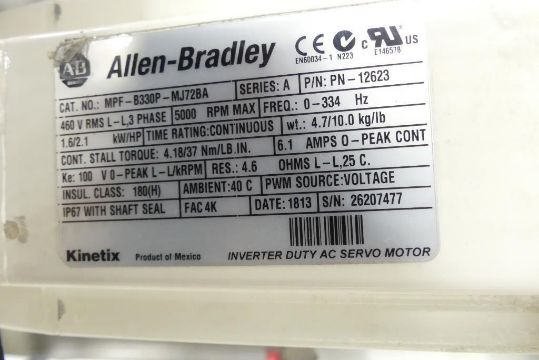 AB Allen-Bradley CE C UL US
EN60034-1 N223 E146578
CAT. NO.: MPF-B330P-MJ72BA SERIES: A P/N: PN-12623
460 V RMS L-L,3 PHASE 5000 RPM MAX FREQ.: 0-334 Hz
1.6/2.1 kW/HP TIME RATING:CONTINUOUS wt.: 4.7/10.0 kg/lb
CONT. STALL TORQUE: 4.18/37 Nm/LB.IN. 6.1 AMPS 0-PEAK CONT
Ke: 100 V 0-PEAK L-L/kRPM RES.: 4.6 OHMS L-L,25 C.
INSUL. CLASS: 180(H) AMBIENT:40 C PWM SOURCE:VOLTAGE
IP67 WITH SHAFT SEAL FAC 4K DATE: 1813 S/N: 26207477
Kinetix Product of Mexico INVERTER DUTY AC SERVO MOTOR